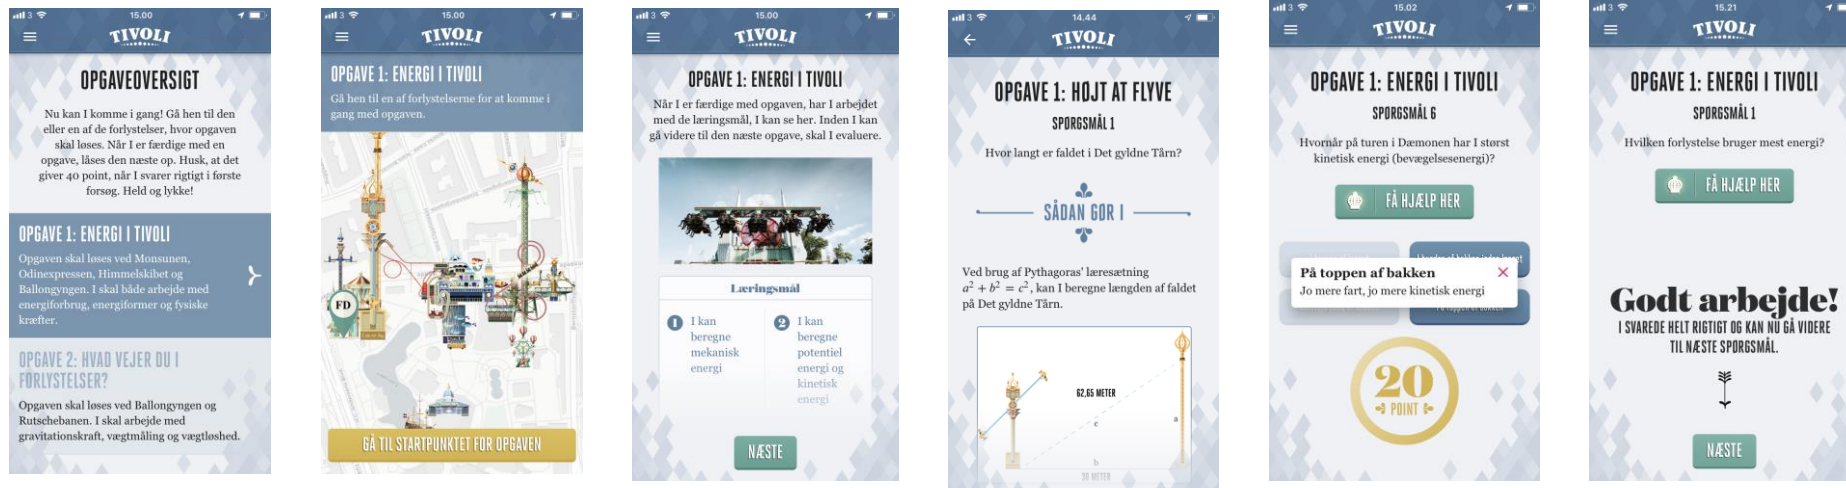 3
15.00
TIVOLI
OPGAVEOVERSIGT
Nu kan I komme i gang! Gå hen til den
eller en af de forlystelser, hvor opgaven
skal løses. Når I er færdige med en
opgave, låses den næste op. Husk, at det
giver 40 point, når I svarer rigtigt i første
forsøg. Held og lykke!
OPGAVE 1: ENERGI I TIVOLI
Opgaven skal løses ved Monsunen,
Odinexpressen, Himmelskibet og
Ballongyngen. I skal både arbejde med
energiforbrug, energiformer og fysiske
kræfter.
OPGAVE 2: HVAD VEJER DU I
FORLYSTELSER?
Opgaven skal løses ved Ballongyngen og
Rutschebanen. I skal arbejde med
gravitationskraft, vægtmåling og vægtløshed.
3
15.00
TIVOLI
OPGAVE 1: ENERGI I TIVOLI
Gå hen til en af forlystelserne for at komme i
gang med opgaven.
FD
GÅ TIL STARTPUNKTET FOR OPGAVEN
3
15.00
TIVOLI
OPGAVE 1: ENERGI I TIVOLI
Når I er færdige med opgaven, har I arbejdet
med de læringsmål, I kan se her. Inden I kan
gå videre til den næste opgave, skal I evaluere.
Læringsmål
1 I kan
beregne
mekanisk
energi
2 I kan
beregne
potentiel
energi og
kinetisk
energi
NÆSTE
3
14.44
TIVOLI
OPGAVE 1: HØJT AT FLYVE
SPØRGSMÅL 1
Hvor langt er faldet i Det gyldne Tårn?
SÅDAN GØR I
Ved brug af Pythagoras' læresætning
a² + b² = c², kan I beregne længden af faldet
på Det gyldne Tårn.
62,65 METER
c
a
b
30 METER
3
15.02
TIVOLI
OPGAVE 1: ENERGI I TIVOLI
SPØRGSMÅL 6
Hvornår på turen i Dæmonen har I størst
kinetisk energi (bevægelsesenergi)?
FÅ HJÆLP HER
På toppen af bakken
Jo mere fart, jo mere kinetisk energi
20
POINT
3
15.21
TIVOLI
OPGAVE 1: ENERGI I TIVOLI
SPØRGSMÅL 1
Hvilken forlystelse bruger mest energi?
FÅ HJÆLP HER
Godt arbejde!
I SVAREDE HELT RIGTIGT OG KAN NU GÅ VIDERE
TIL NÆSTE SPØRGSMÅL.
NÆSTE